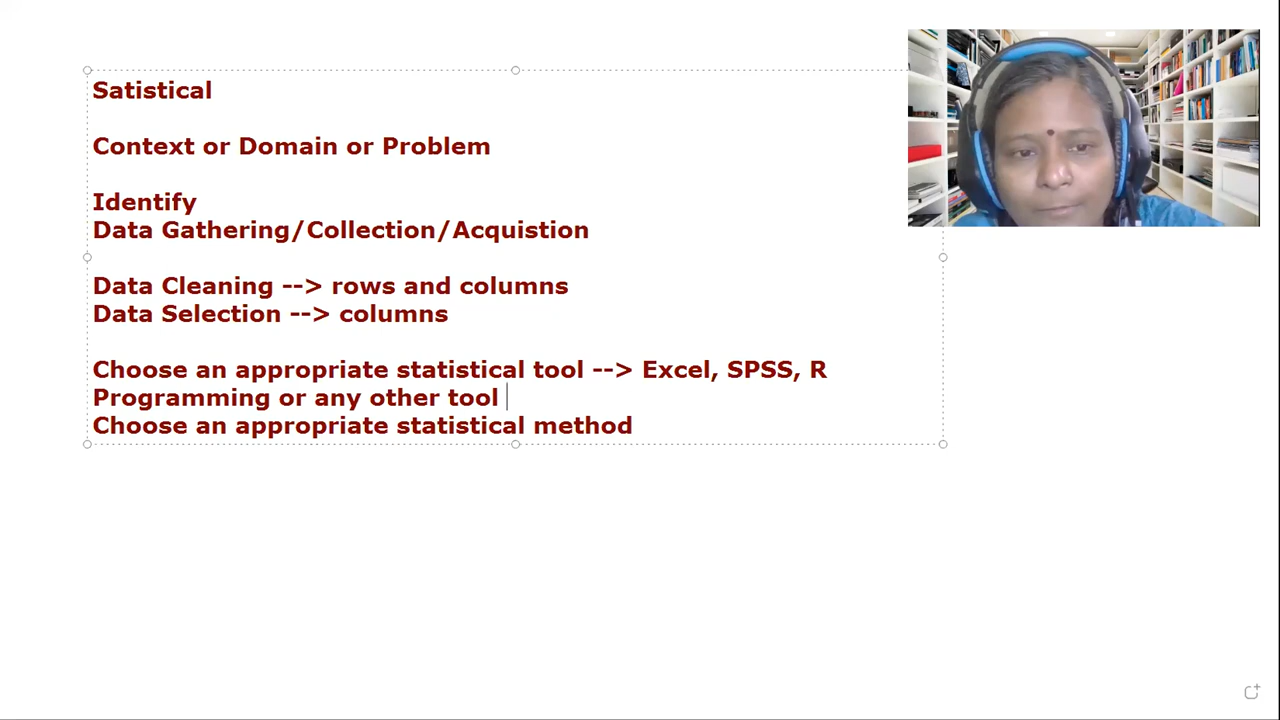 Satistical
Context or Domain or Problem
Identify
Data Gathering/Collection/Acquistion
Data Cleaning --> rows and columns
Data Selection --> columns
Choose an appropriate statistical tool --> Excel, SPSS, R
Programming or any other tool
Choose an appropriate statistical method